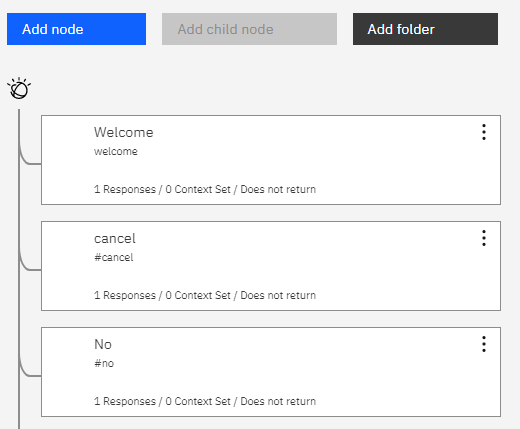 Add node
Add child node
Add folder
Welcome
welcome
1 Responses / 0 Context Set / Does not return
cancel
#cancel
1 Responses / 0 Context Set / Does not return
No
#no
1 Responses / 0 Context Set / Does not return